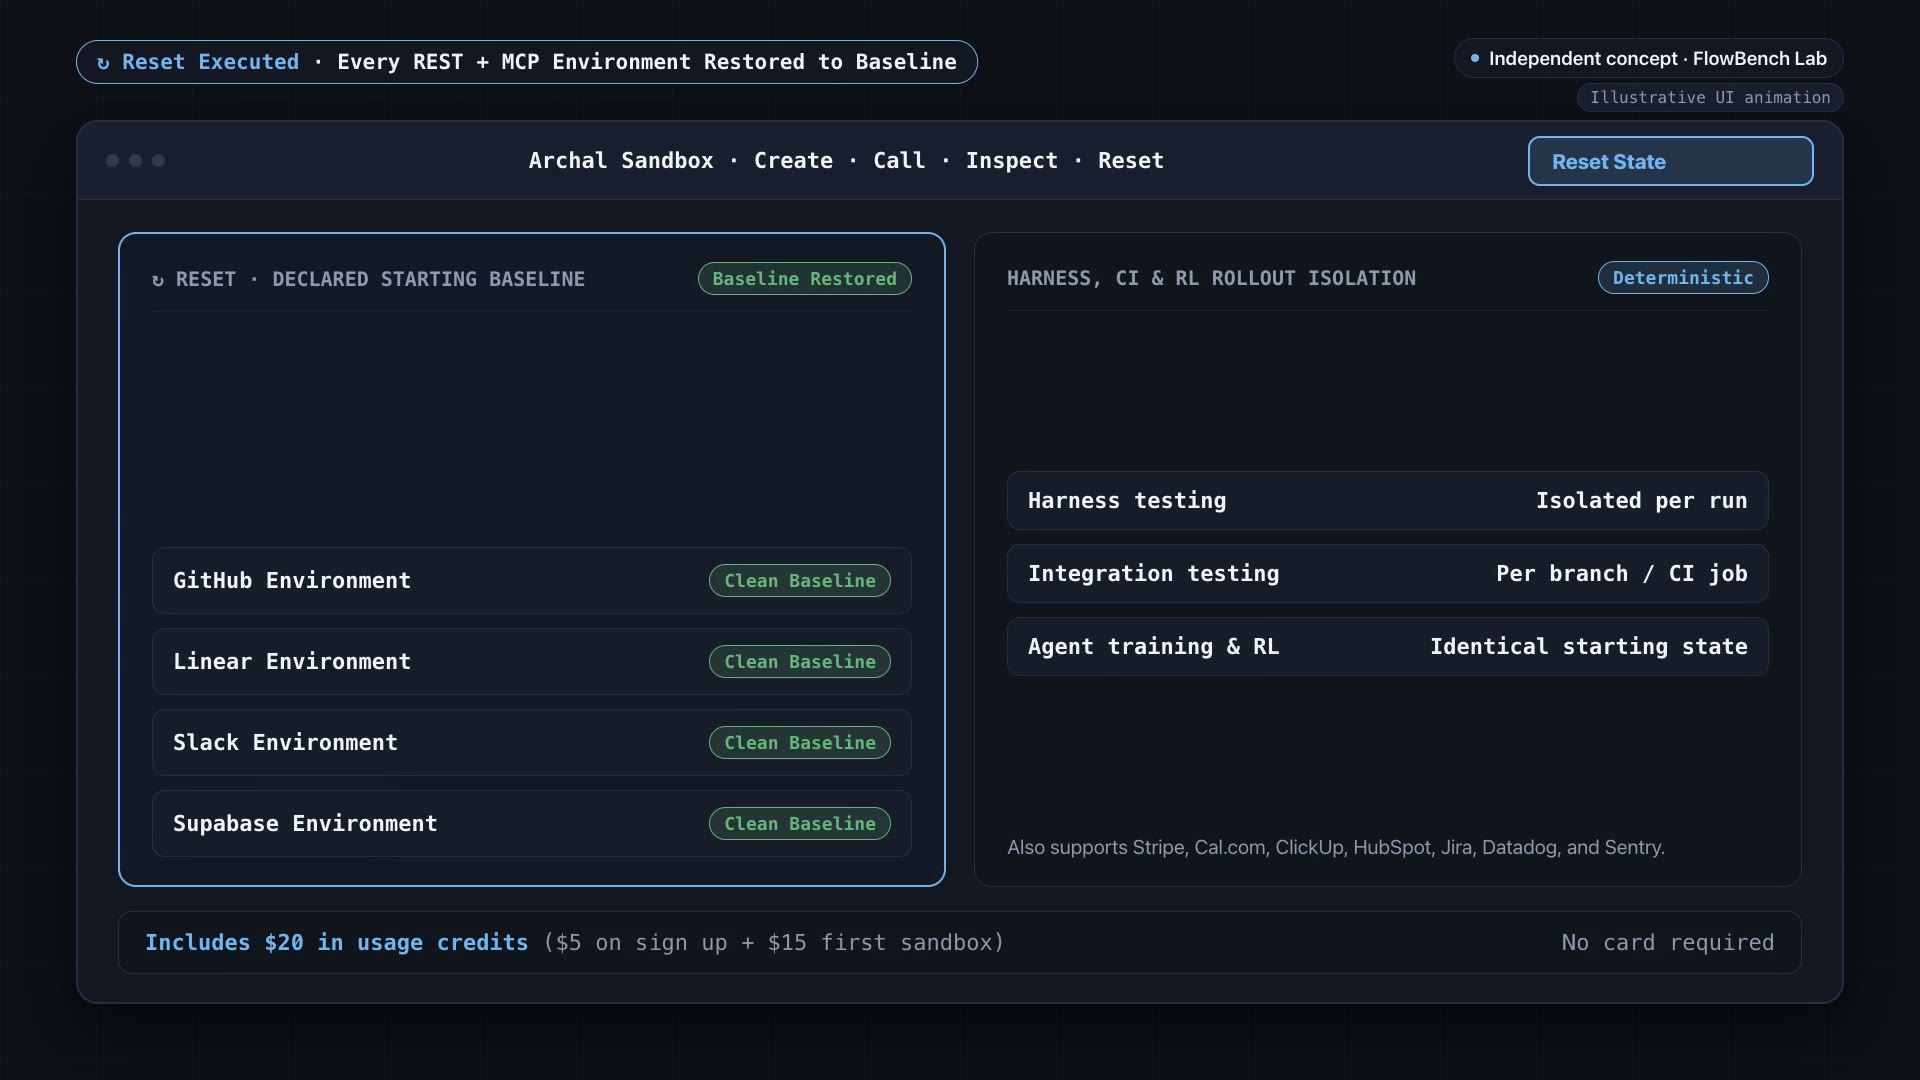 ↻ Reset Executed · Every REST + MCP Environment Restored to Baseline
Independent concept · FlowBench Lab
Illustrative UI animation
Archal Sandbox · Create · Call · Inspect · Reset
Reset State
↻ RESET · DECLARED STARTING BASELINE
Baseline Restored
GitHub Environment
Clean Baseline
Linear Environment
Clean Baseline
Slack Environment
Clean Baseline
Supabase Environment
Clean Baseline
HARNESS, CI & RL ROLLOUT ISOLATION
Deterministic
Harness testing
Isolated per run
Integration testing
Per branch / CI job
Agent training & RL
Identical starting state
Also supports Stripe, Cal.com, ClickUp, HubSpot, Jira, Datadog, and Sentry.
Includes $20 in usage credits ($5 on sign up + $15 first sandbox)
No card required